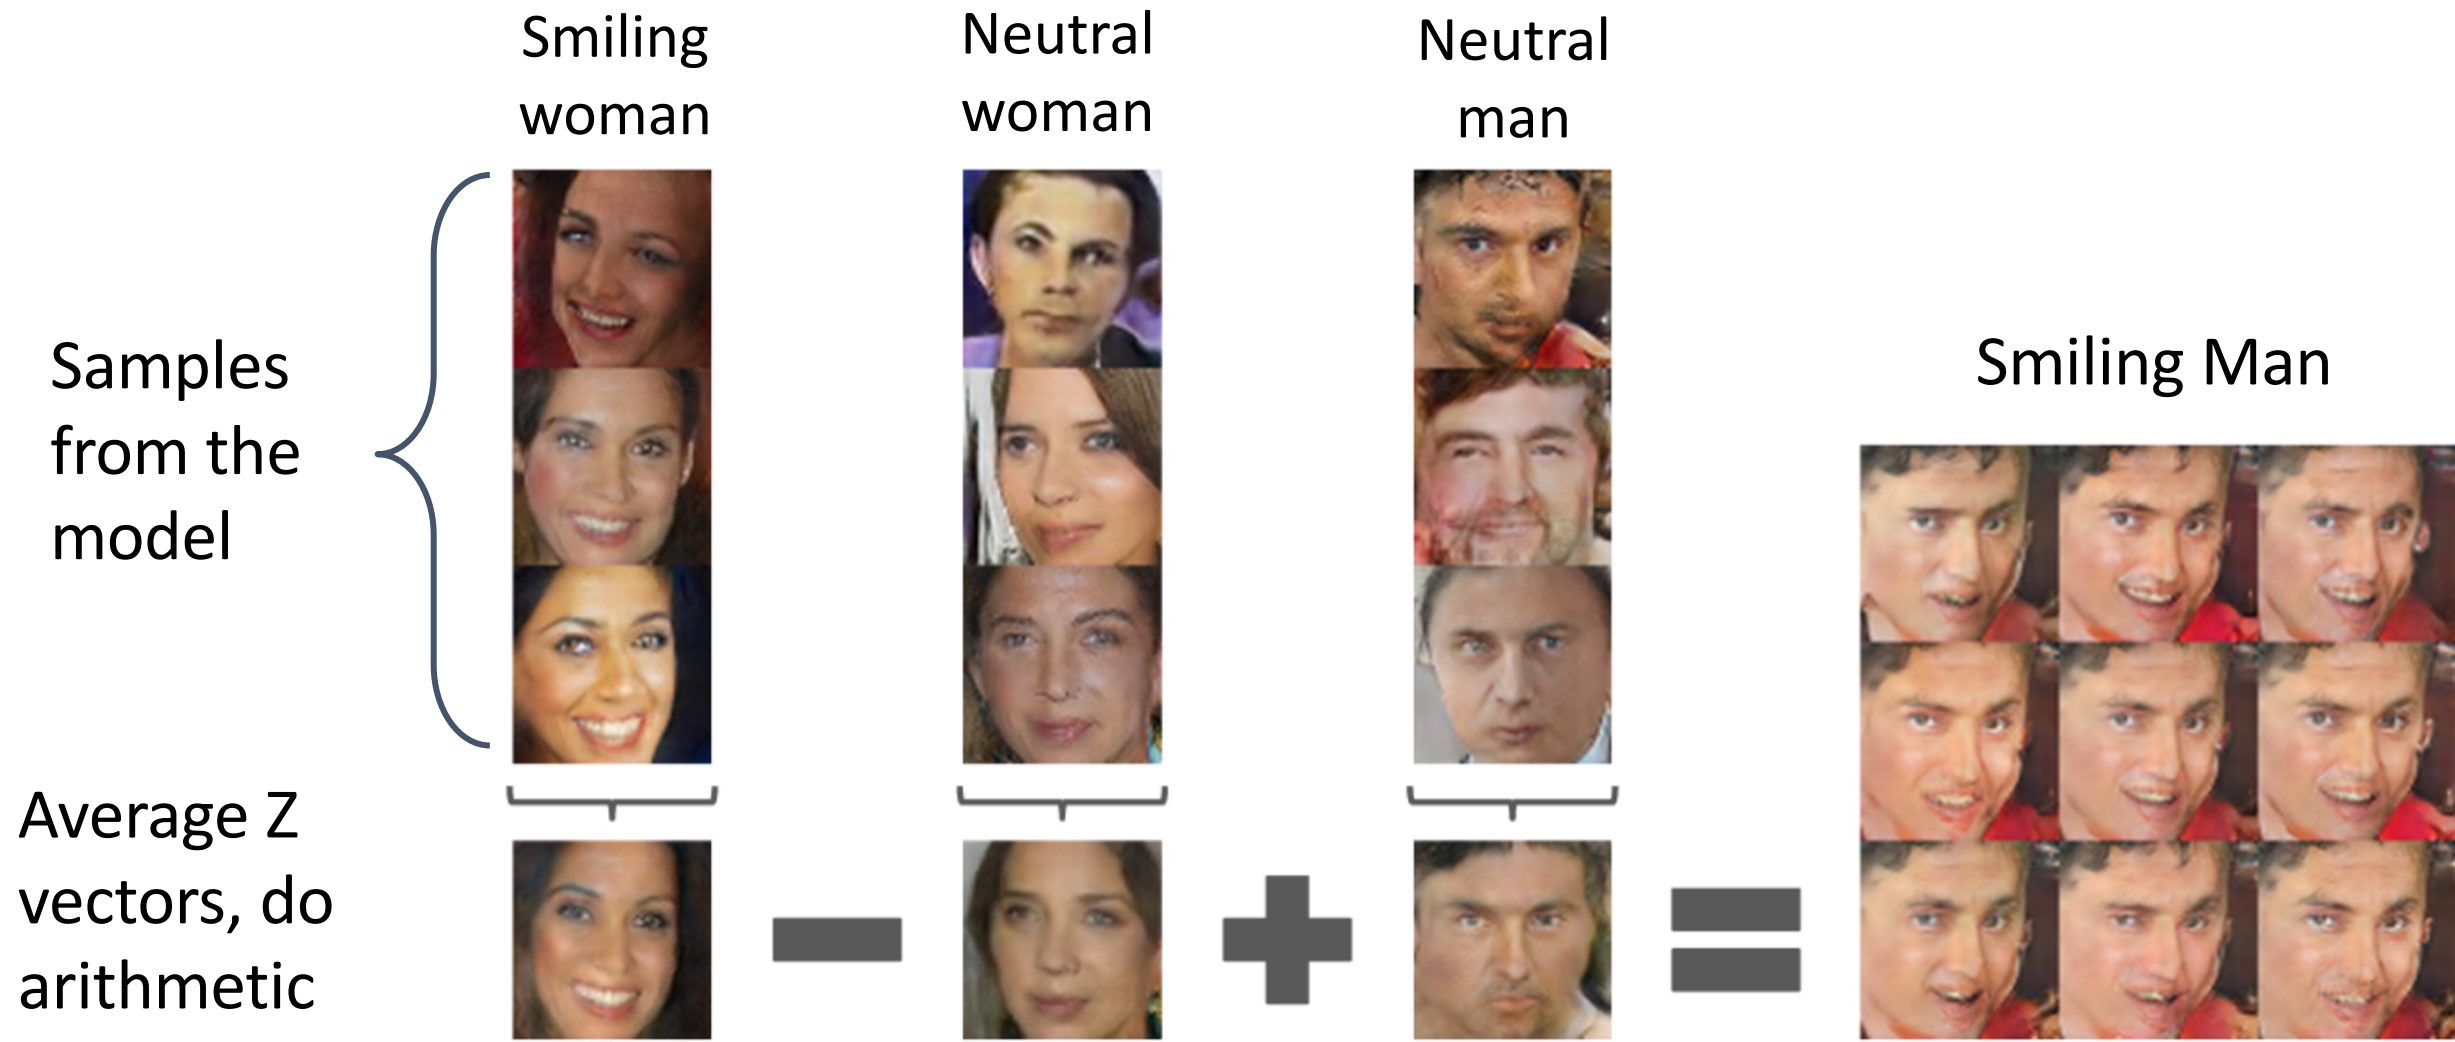 Smiling
woman
Neutral
woman
Neutral
man
Samples
from the
model
Smiling Man
Average Z
vectors, do
arithmetic